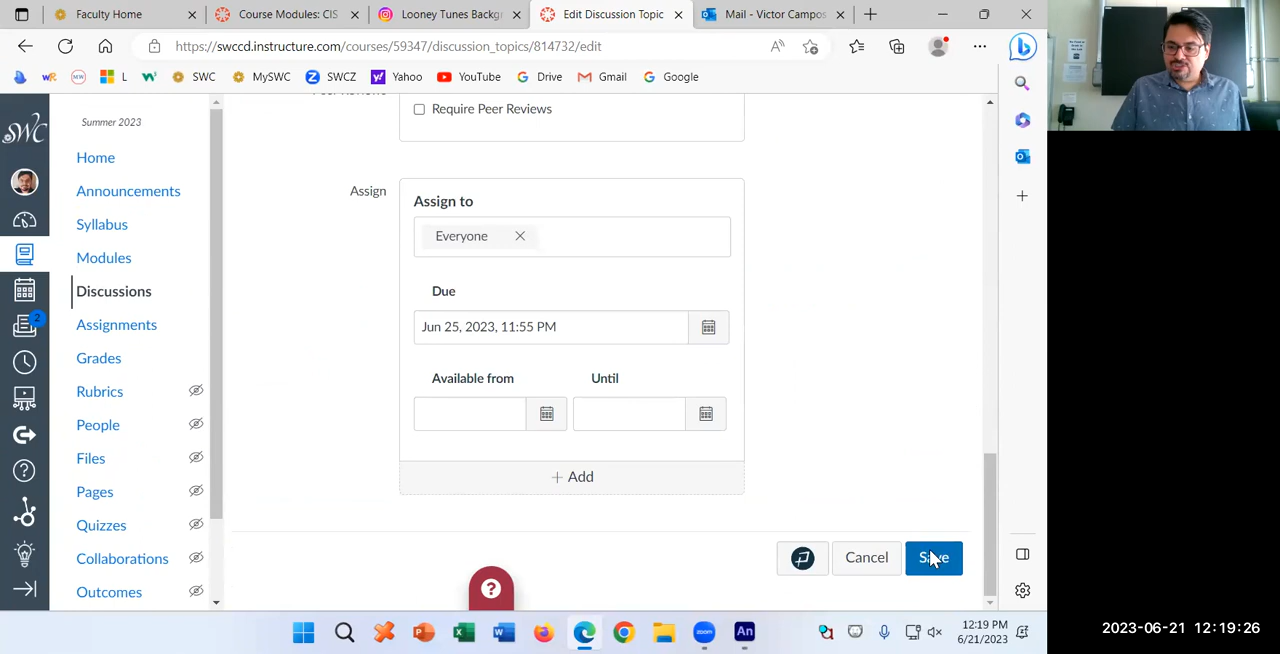 Faculty Home
Course Modules: CIS
Looney Tunes Backg
Edit Discussion Topic
Mail - Victor Campos
https://swccd.instructure.com/courses/59347/discussion_topics/814732/edit
L
SWC
MySWC
SWCZ
Yahoo
YouTube
Drive
Gmail
Google
Summer 2023
Home
Announcements
Syllabus
Modules
Discussions
Assignments
Grades
Rubrics
People
Files
Pages
Quizzes
Collaborations
Outcomes
2
Require Peer Reviews
Assign
Assign to
Everyone
Due
Jun 25, 2023, 11:55 PM
Available from
Until
+ Add
Cancel
Save
12:19 PM
6/21/2023
2023-06-21 12:19:26